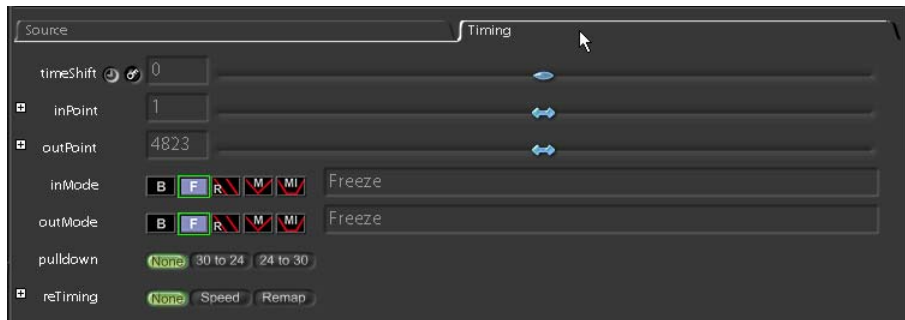 Source Timing
timeShift 0
inPoint 1
outPoint 4823
inMode B F R M MI Freeze
outMode B F R M MI Freeze
pulldown None 30 to 24 24 to 30
reTiming None Speed Remap